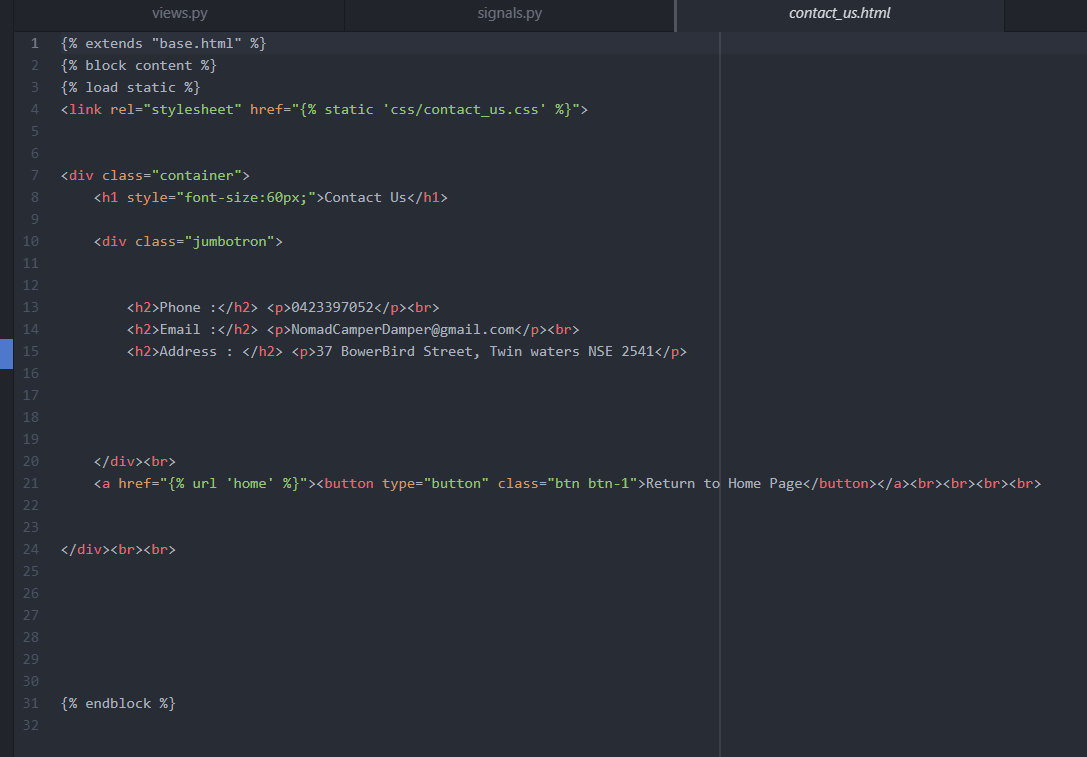 views.py signals.py contact_us.html
1 {% extends "base.html" %}
2 {% block content %}
3 {% load static %}
4 <link rel="stylesheet" href="{% static 'css/contact_us.css' %}">
5
6
7 <div class="container">
8     <h1 style="font-size:60px;">Contact Us</h1>
9
10     <div class="jumbotron">
11
12
13         <h2>Phone :</h2> <p>0423397052</p><br>
14         <h2>Email :</h2> <p>NomadCamperDamper@gmail.com</p><br>
15         <h2>Address : </h2> <p>37 BowerBird Street, Twin waters NSE 2541</p>
16
17
18
19
20     </div><br>
21     <a href="{% url 'home' %}"><button type="button" class="btn btn-1">Return to Home Page</button></a><br><br><br><br>
22
23
24 </div><br><br>
25
26
27
28
29
30
31 {% endblock %}
32